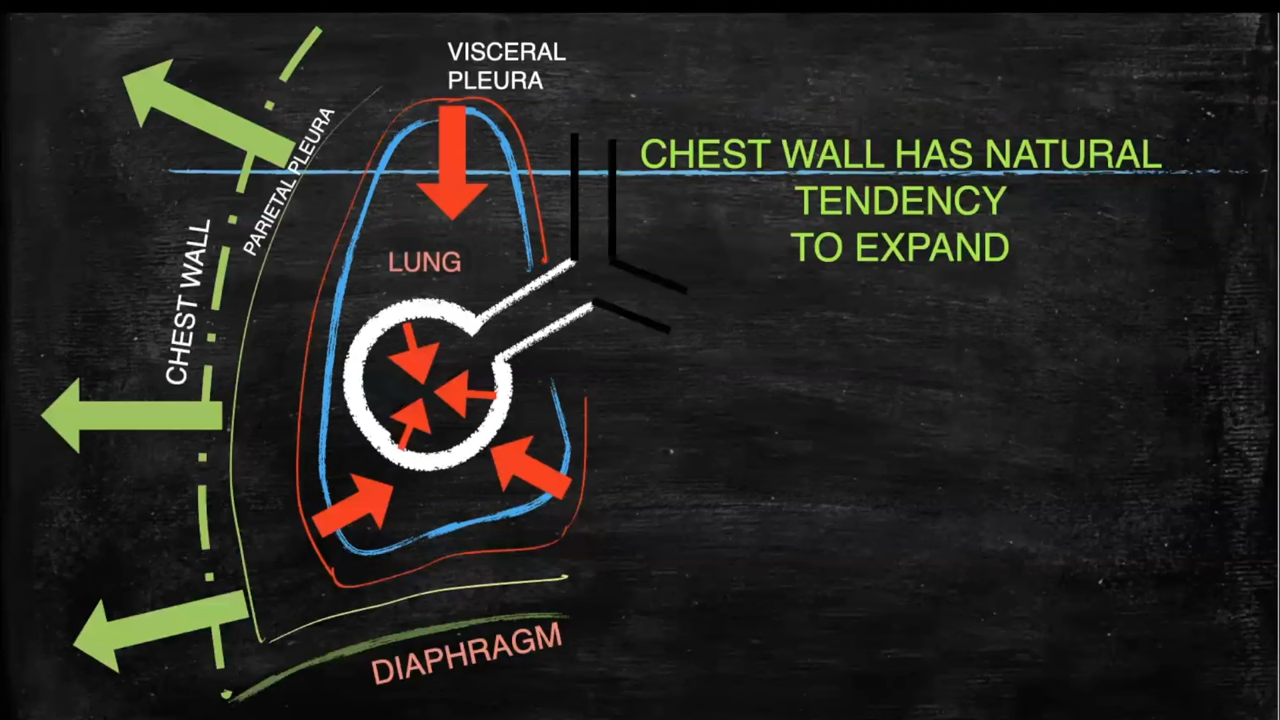 VISCERAL
PLEURA
CHEST WALL HAS NATURAL
TENDENCY
TO EXPAND
PARIETAL PLEURA
CHEST WALL
LUNG
DIAPHRAGM